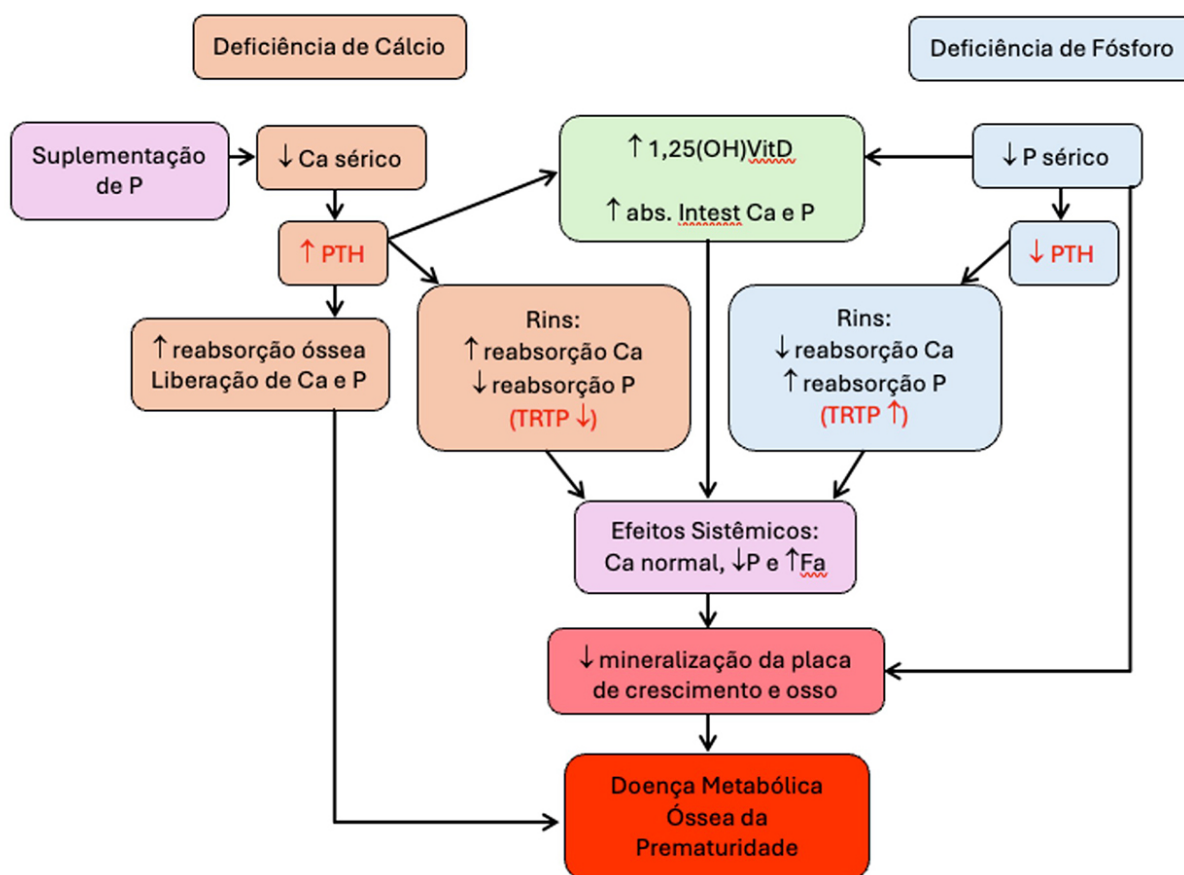 Deficiência de Cálcio
Deficiência de Fósforo
Suplementação
de P
↓ Ca sérico
↑ 1,25(OH)VitD
↑ abs. Intest Ca e P
↓ P sérico
↑ PTH
↓ PTH
↑ reabsorção óssea
Liberação de Ca e P
Rins:
↑ reabsorção Ca
↓ reabsorção P
(TRTP ↓)
Rins:
↓ reabsorção Ca
↑ reabsorção P
(TRTP ↑)
Efeitos Sistêmicos:
Ca normal, ↓P e ↑Fa
↓ mineralização da placa
de crescimento e osso
Doença Metabólica
Óssea da
Prematuridade